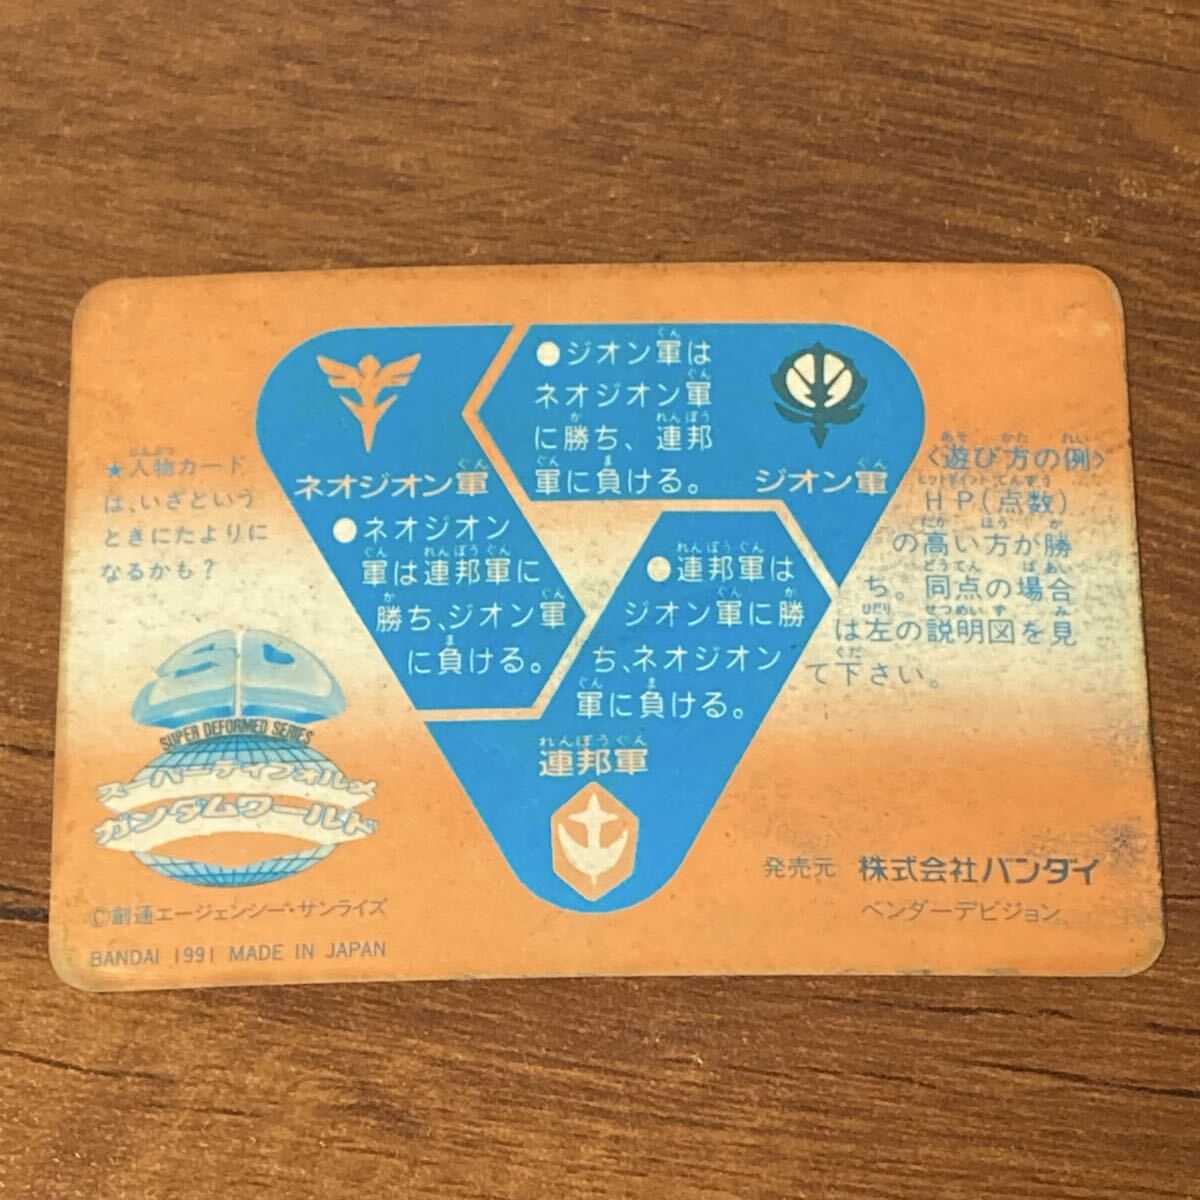 ★人物カード
は、いざという
ときにたよりに
なるかも?
ネオジオン軍
●ネオジオン
軍は連邦軍に
勝ち、ジオン軍
に負ける。
●ジオン軍は
ネオジオン軍
に勝ち、連邦
軍に負ける。
ジオン軍
●連邦軍は
ジオン軍に勝
ち、ネオジオン
軍に負ける。
連邦軍
〈遊び方の例〉
HP(点数)
の高い方が勝
ち。同点の場合
は左の説明図を見
て下さい。
SUPER DEFORMED SERIES
スーパーディフォルメ
ガンダムワールド
©創通エージェンシー・サンライズ
BANDAI 1991 MADE IN JAPAN
発売元 株式会社バンダイ
ベンダーデビジョン